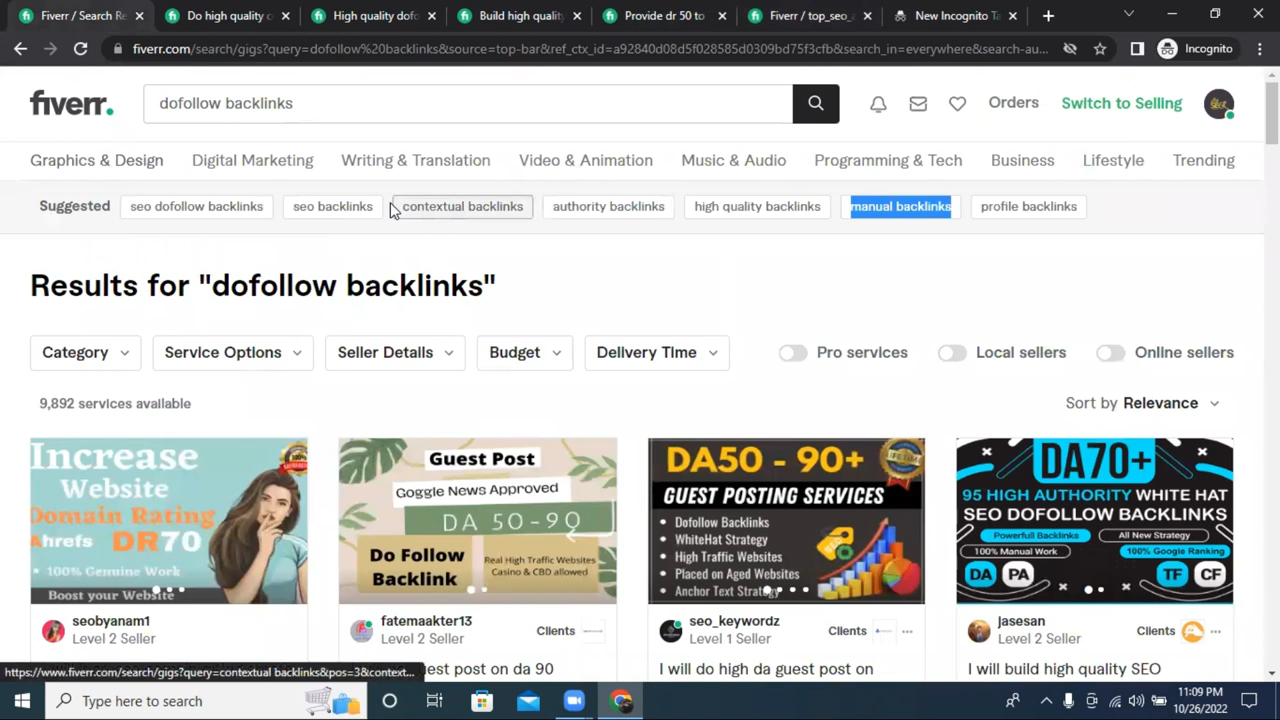 Fiverr / Search Re
Do high quality c
High quality dofo
Build high quality
Provide dr 50 to
Fiverr / top_seo_
New Incognito Ta
fiverr.com/search/gigs?query=dofollow%20backlinks&source=top-bar&ref_ctx_id=a92840d08d5f028585d0309bd75f3cfb&search_in=everywhere&search-au...
Incognito
fiverr.
dofollow backlinks
Orders
Switch to Selling
Graphics & Design
Digital Marketing
Writing & Translation
Video & Animation
Music & Audio
Programming & Tech
Business
Lifestyle
Trending
Suggested
seo dofollow backlinks
seo backlinks
contextual backlinks
authority backlinks
high quality backlinks
manual backlinks
profile backlinks
Results for "dofollow backlinks"
Category
Service Options
Seller Details
Budget
Delivery Time
Pro services
Local sellers
Online sellers
9,892 services available
Sort by Relevance
Increase
Website
Domain Rating
Ahrefs DR70
100% Genuine Work
Boost your Website
Guest Post
Goggle News Approved
DA 50-90
Do Follow
Backlink
Real High Traffic Websites
Casino & CBD allowed
DA50 - 90+
GUEST POSTING SERVICES
Dofollow Backlinks
WhiteHat Strategy
High Traffic Websites
Placed on Aged Websites
Anchor Text Strategy
DA70+
95 HIGH AUTHORITY WHITE HAT
SEO DOFOLLOW BACKLINKS
Powerfull Backlinks
All New Strategy
100% Manual Work
100% Google Ranking
DA
PA
TF
CF
seobyanam1
Level 2 Seller
fatemaakter13
Level 2 Seller
Clients
seo_keywordz
Level 1 Seller
Clients
jasesan
Level 2 Seller
Clients
https://www.fiverr.com/search/gigs?query=contextual backlinks&pos=3&context...
guest post on da 90
I will do high da guest post on
I will build high quality SEO
Type here to search
11:09 PM
10/26/2022